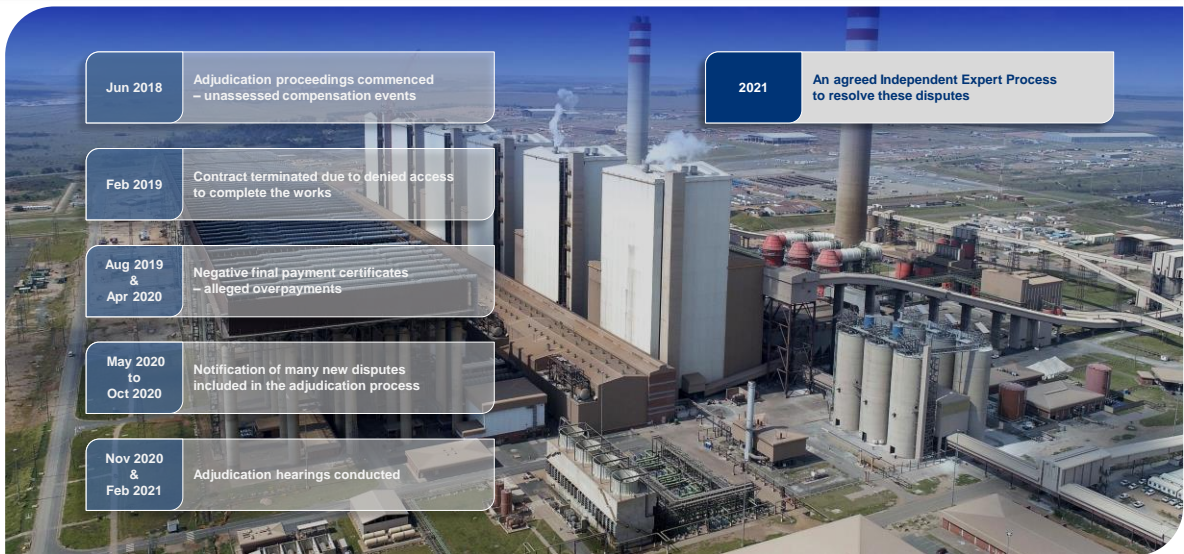 Jun 2018
Adjudication proceedings commenced
– unassessed compensation events
Feb 2019
Contract terminated due to denied access
to complete the works
Aug 2019
&
Apr 2020
Negative final payment certificates
– alleged overpayments
May 2020
to
Oct 2020
Notification of many new disputes
included in the adjudication process
Nov 2020
&
Feb 2021
Adjudication hearings conducted
2021
An agreed Independent Expert Process
to resolve these disputes